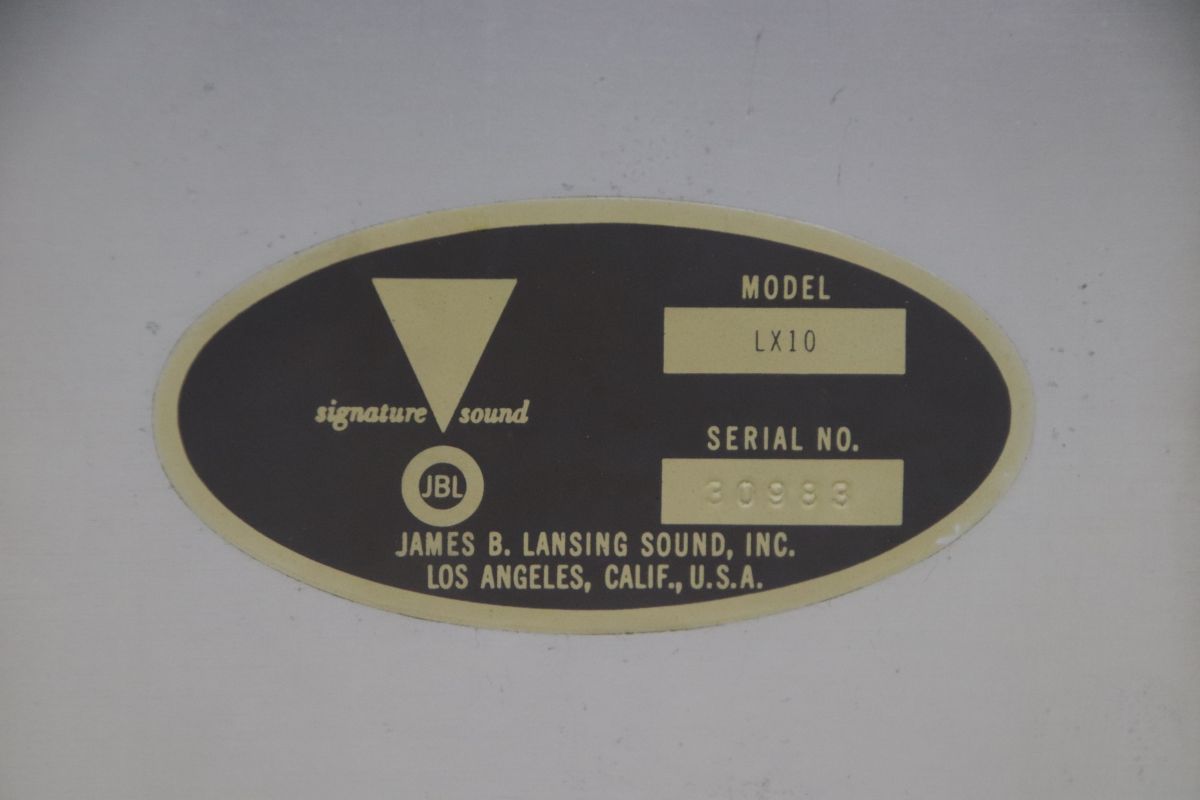 MODEL
LX10
signature sound
SERIAL NO.
30983
JBL
JAMES B. LANSING SOUND, INC.
LOS ANGELES, CALIF., U.S.A.